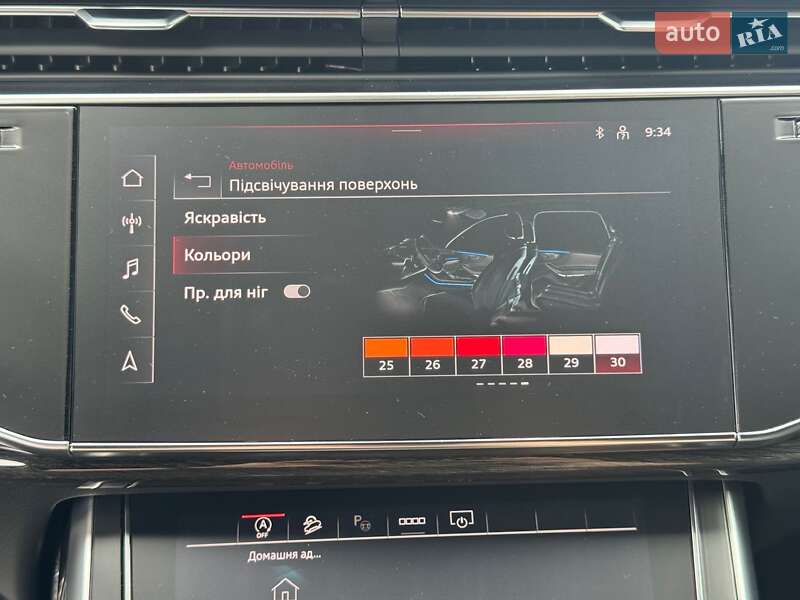 auto RIA
.com
9:34
Автомобіль
Підсвічування поверхонь
Яскравість
Кольори
Пр. для ніг
25 26 27 28 29 30
A
OFF
P
Домашня ад...